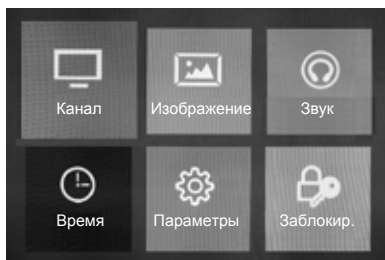 Канал
Изображение
Звук
Время
Параметры
Заблокир.